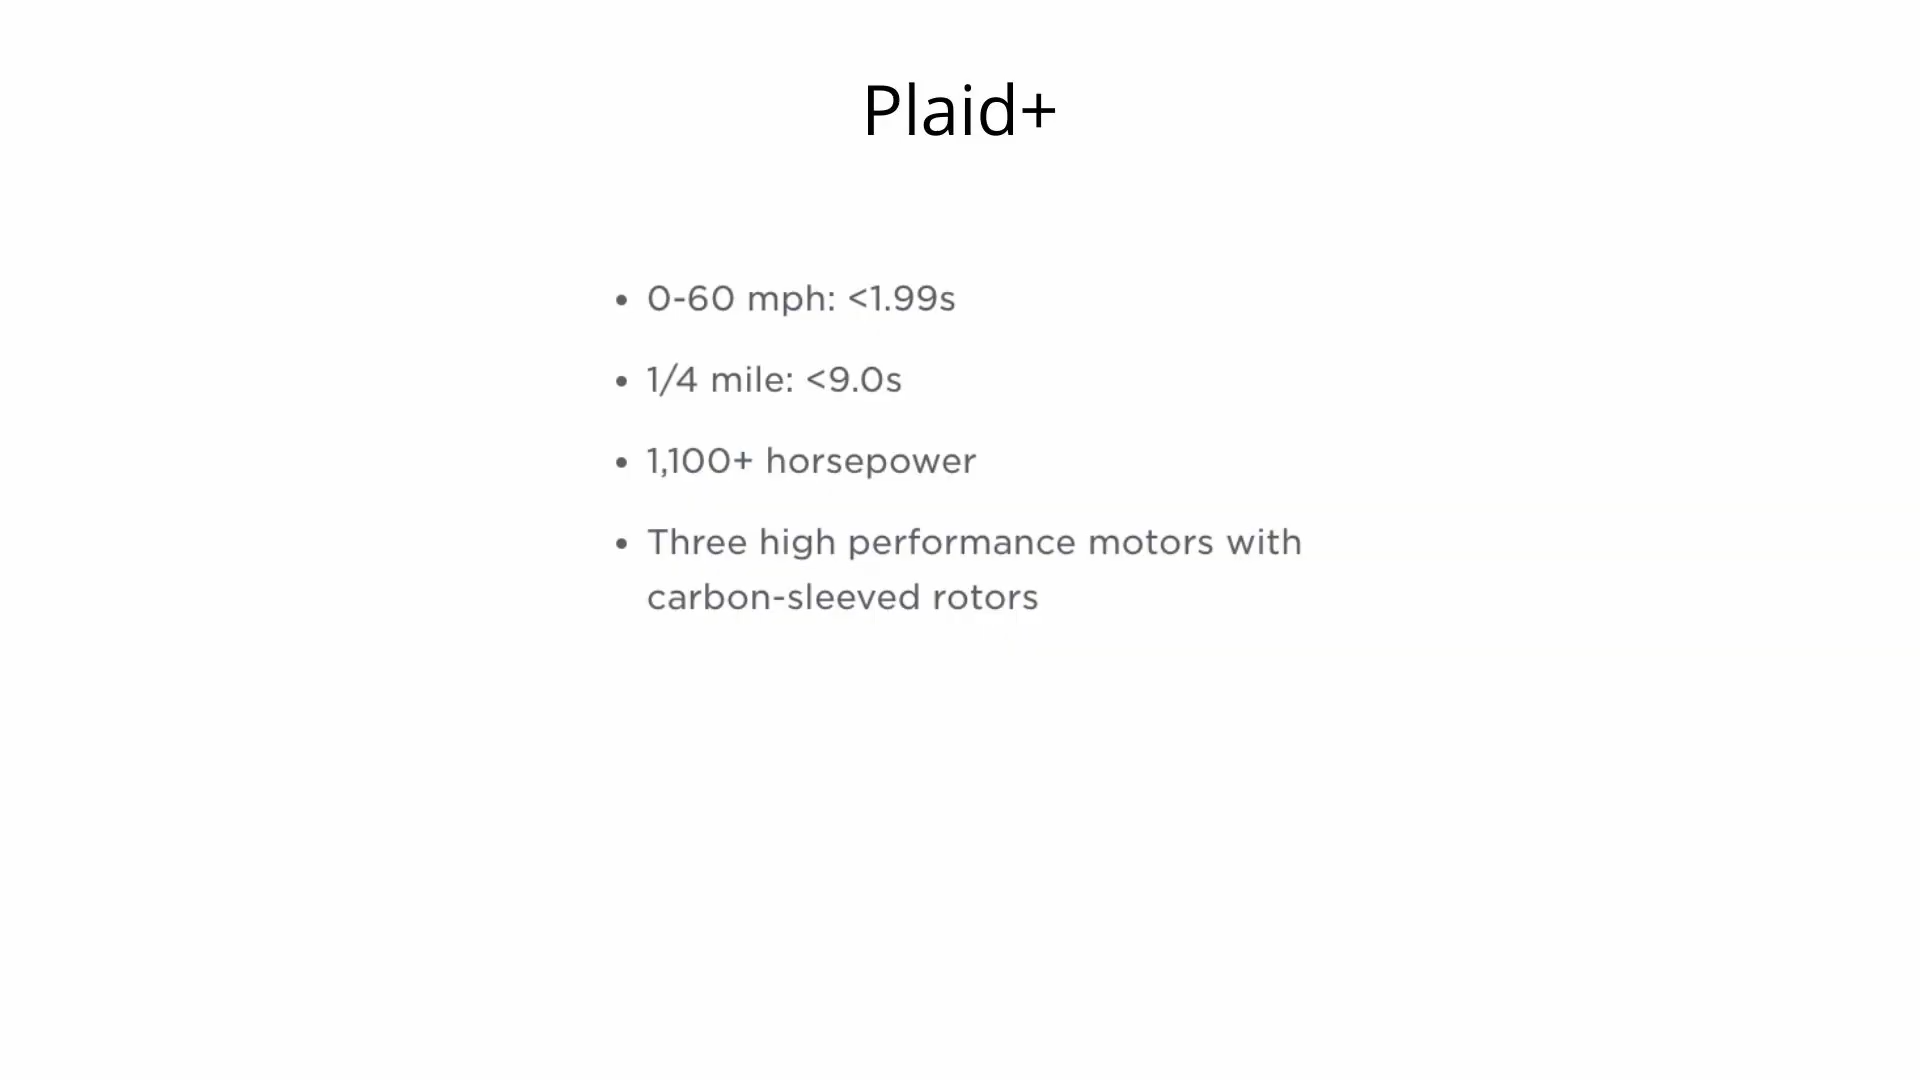 Plaid+
• 0-60 mph: <1.99s
• 1/4 mile: <9.0s
• 1,100+ horsepower
• Three high performance motors with
carbon-sleeved rotors